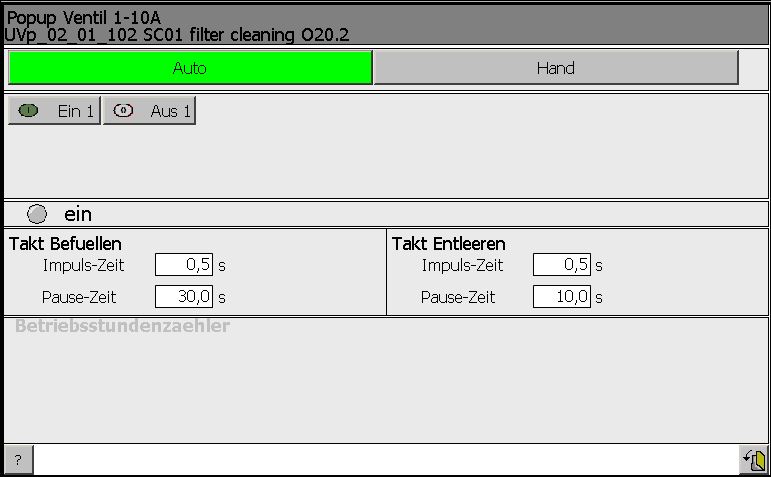 Popup Ventil 1-10A
UVp_02_01_102 SC01 filter cleaning O20.2
Auto Hand
Ein 1 Aus 1
ein
Takt Befuellen Takt Entleeren
Impuls-Zeit 0,5 s Impuls-Zeit 0,5 s
Pause-Zeit 30,0 s Pause-Zeit 10,0 s
Betriebsstundenzaehler
?